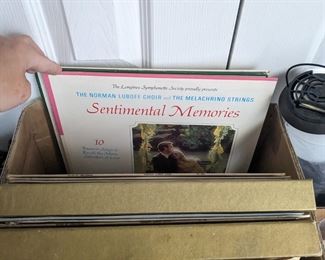 The Longines Symphonette Society proudly presents
THE NORMAN LUBOFF CHOIR and THE MELACHRINO STRINGS
Sentimental Memories
10